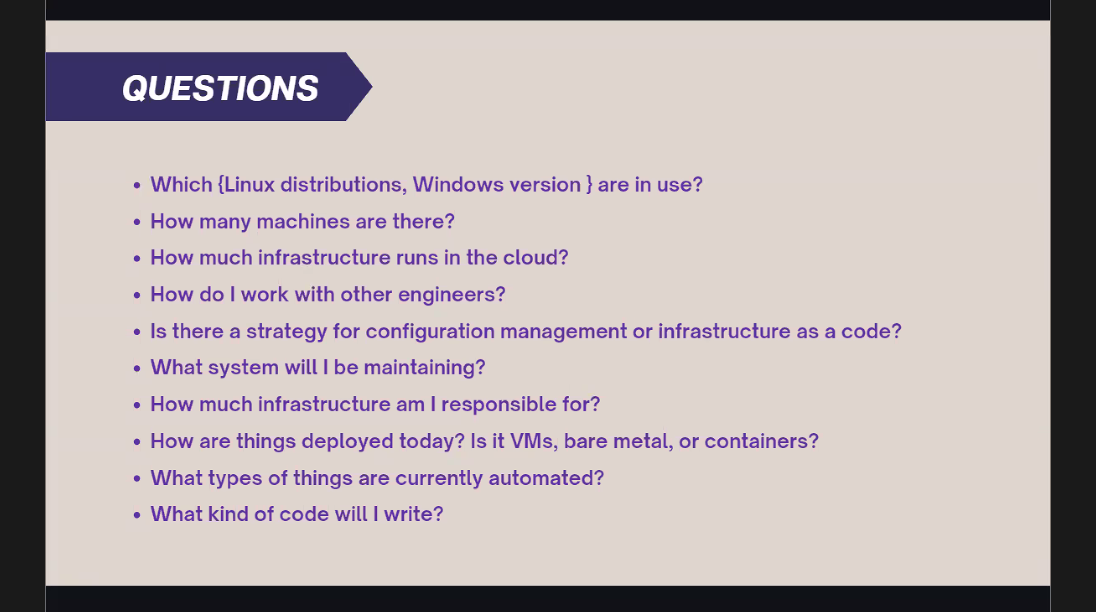 QUESTIONS
• Which {Linux distributions, Windows version } are in use?
• How many machines are there?
• How much infrastructure runs in the cloud?
• How do I work with other engineers?
• Is there a strategy for configuration management or infrastructure as a code?
• What system will I be maintaining?
• How much infrastructure am I responsible for?
• How are things deployed today? Is it VMs, bare metal, or containers?
• What types of things are currently automated?
• What kind of code will I write?